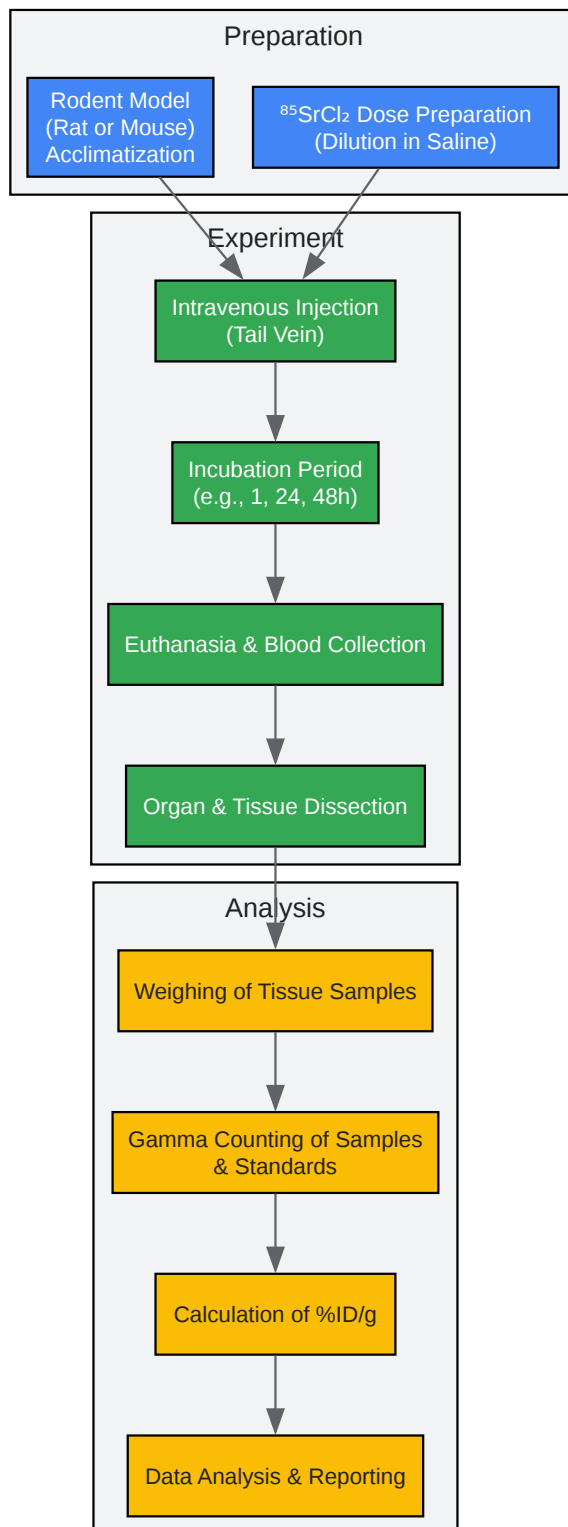 Preparation
Rodent Model
(Rat or Mouse)
Acclimatization
⁸⁵SrCl₂ Dose Preparation
(Dilution in Saline)
Experiment
Intravenous Injection
(Tail Vein)
Incubation Period
(e.g., 1, 24, 48h)
Euthanasia & Blood Collection
Organ & Tissue Dissection
Analysis
Weighing of Tissue Samples
Gamma Counting of Samples
& Standards
Calculation of %ID/g
Data Analysis & Reporting